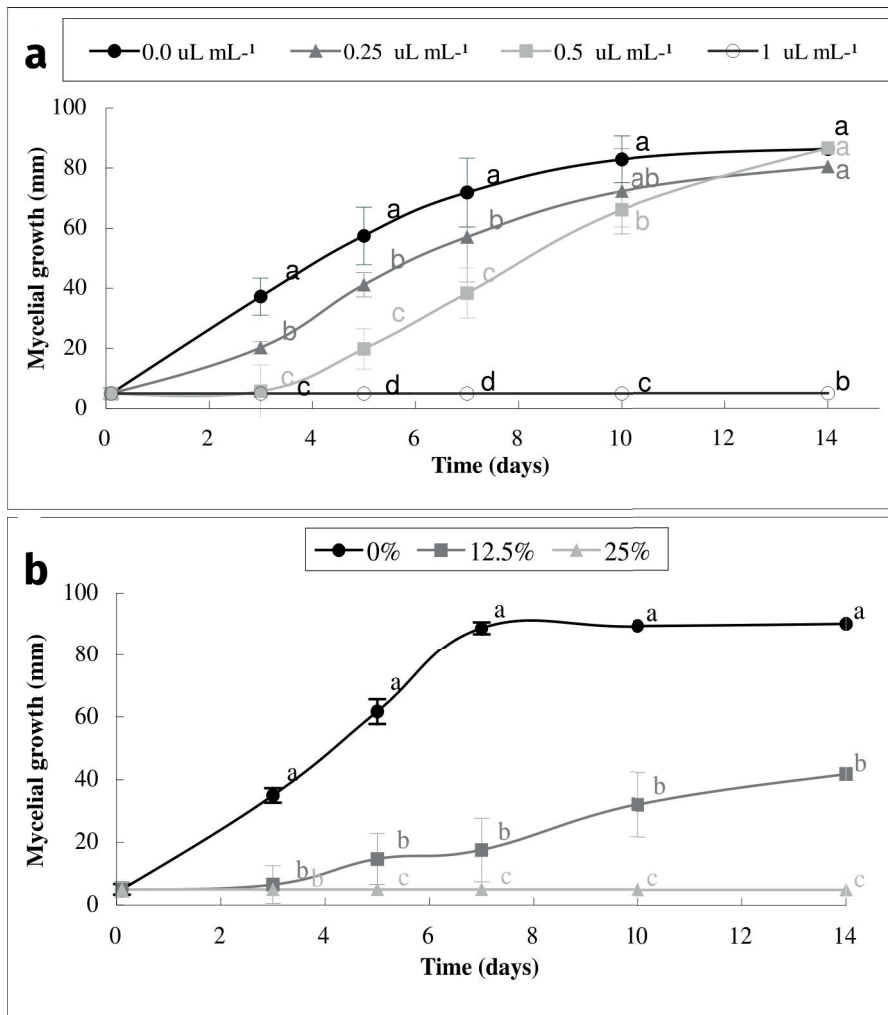 a
0.0 uL mL-¹ 0.25 uL mL-¹ 0.5 uL mL-¹ 1 uL mL-¹
Mycelial growth (mm)
100
80
60
40
20
0
a a a a a
b b b ab a
c c c b a
c d d c b
0 2 4 6 8 10 12 14
Time (days)
b
0% 12.5% 25%
Mycelial growth (mm)
100
80
60
40
20
0
a a a a a
b b b b b
b c c c c
0 2 4 6 8 10 12 14
Time (days)